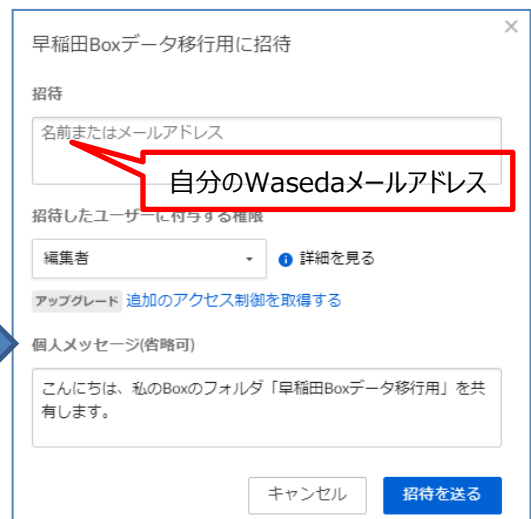 早稲田Boxデータ移行用に招待
招待
名前またはメールアドレス
自分のWasedaメールアドレス
招待したユーザーに付与する権限
編集者
詳細を見る
アップグレード 追加のアクセス制御を取得する
個人メッセージ(省略可)
こんにちは、私のBoxのフォルダ「早稲田Boxデータ移行用」を共
有します。
キャンセル
招待を送る